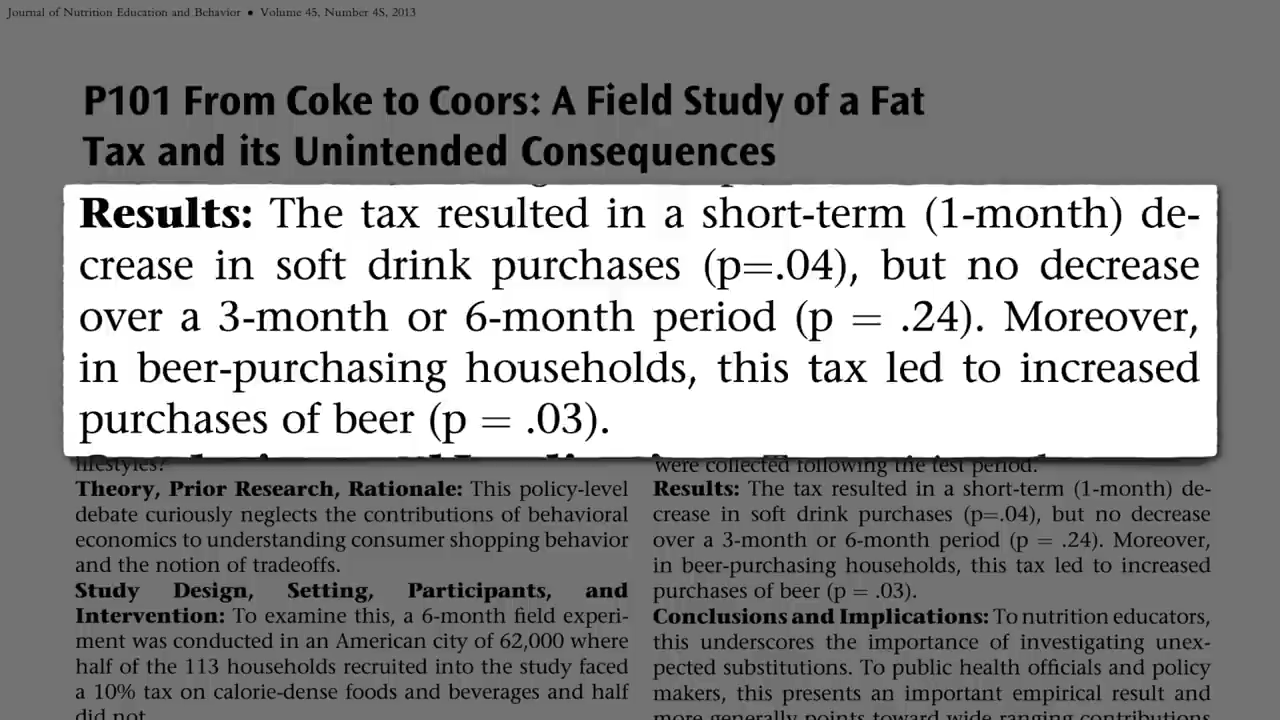 Journal of Nutrition Education and Behavior • Volume 45, Number 4S, 2013
P101 From Coke to Coors: A Field Study of a Fat
Tax and its Unintended Consequences
Results: The tax resulted in a short-term (1-month) de-
crease in soft drink purchases (p=.04), but no decrease
over a 3-month or 6-month period (p = .24). Moreover,
in beer-purchasing households, this tax led to increased
purchases of beer (p = .03).
lifestyles?
Theory, Prior Research, Rationale: This policy-level
debate curiously neglects the contributions of behavioral
economics to understanding consumer shopping behavior
and the notion of tradeoffs.
Study Design, Setting, Participants, and
Intervention: To examine this, a 6-month field experi-
ment was conducted in an American city of 62,000 where
half of the 113 households recruited into the study faced
a 10% tax on calorie-dense foods and beverages and half
did not.
were collected following the test period.
Results: The tax resulted in a short-term (1-month) de-
crease in soft drink purchases (p=.04), but no decrease
over a 3-month or 6-month period (p = .24). Moreover,
in beer-purchasing households, this tax led to increased
purchases of beer (p = .03).
Conclusions and Implications: To nutrition educators,
this underscores the importance of investigating unex-
pected substitutions. To public health officials and policy
makers, this presents an important empirical result and
more generally points toward wide ranging contributions